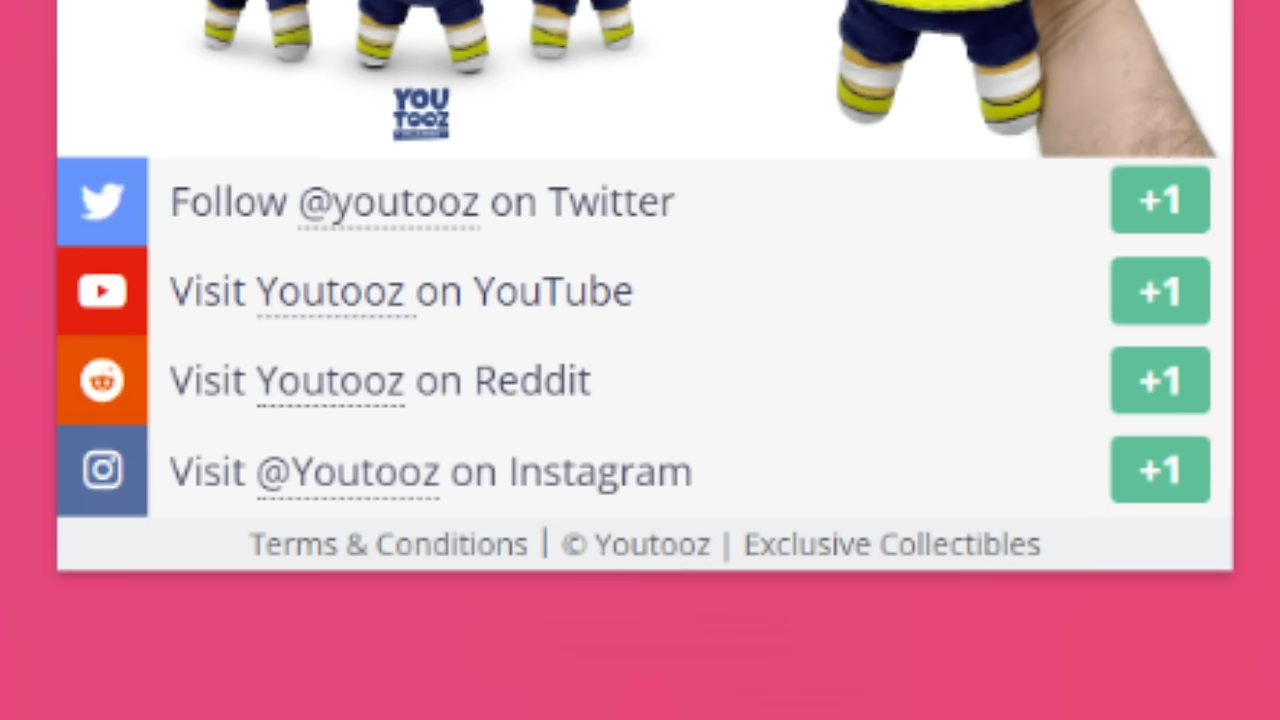 YOU
TOOZ
Follow @youtooz on Twitter +1
Visit Youtooz on YouTube +1
Visit Youtooz on Reddit +1
Visit @Youtooz on Instagram +1
Terms & Conditions | © Youtooz | Exclusive Collectibles